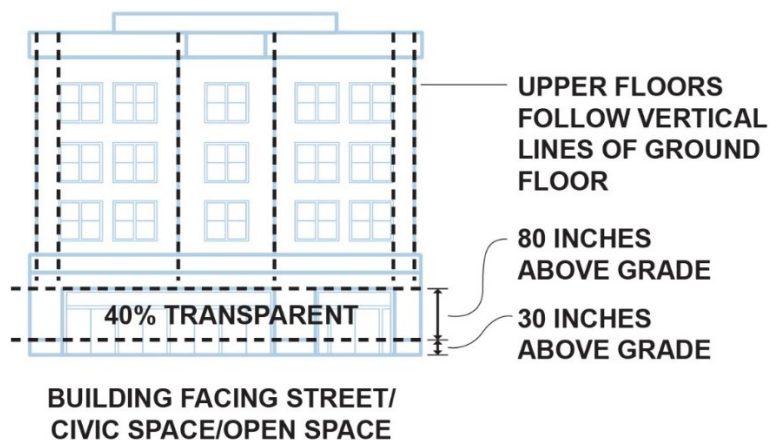 UPPER FLOORS
FOLLOW VERTICAL
LINES OF GROUND
FLOOR
80 INCHES
ABOVE GRADE
40% TRANSPARENT
30 INCHES
ABOVE GRADE
BUILDING FACING STREET/
CIVIC SPACE/OPEN SPACE